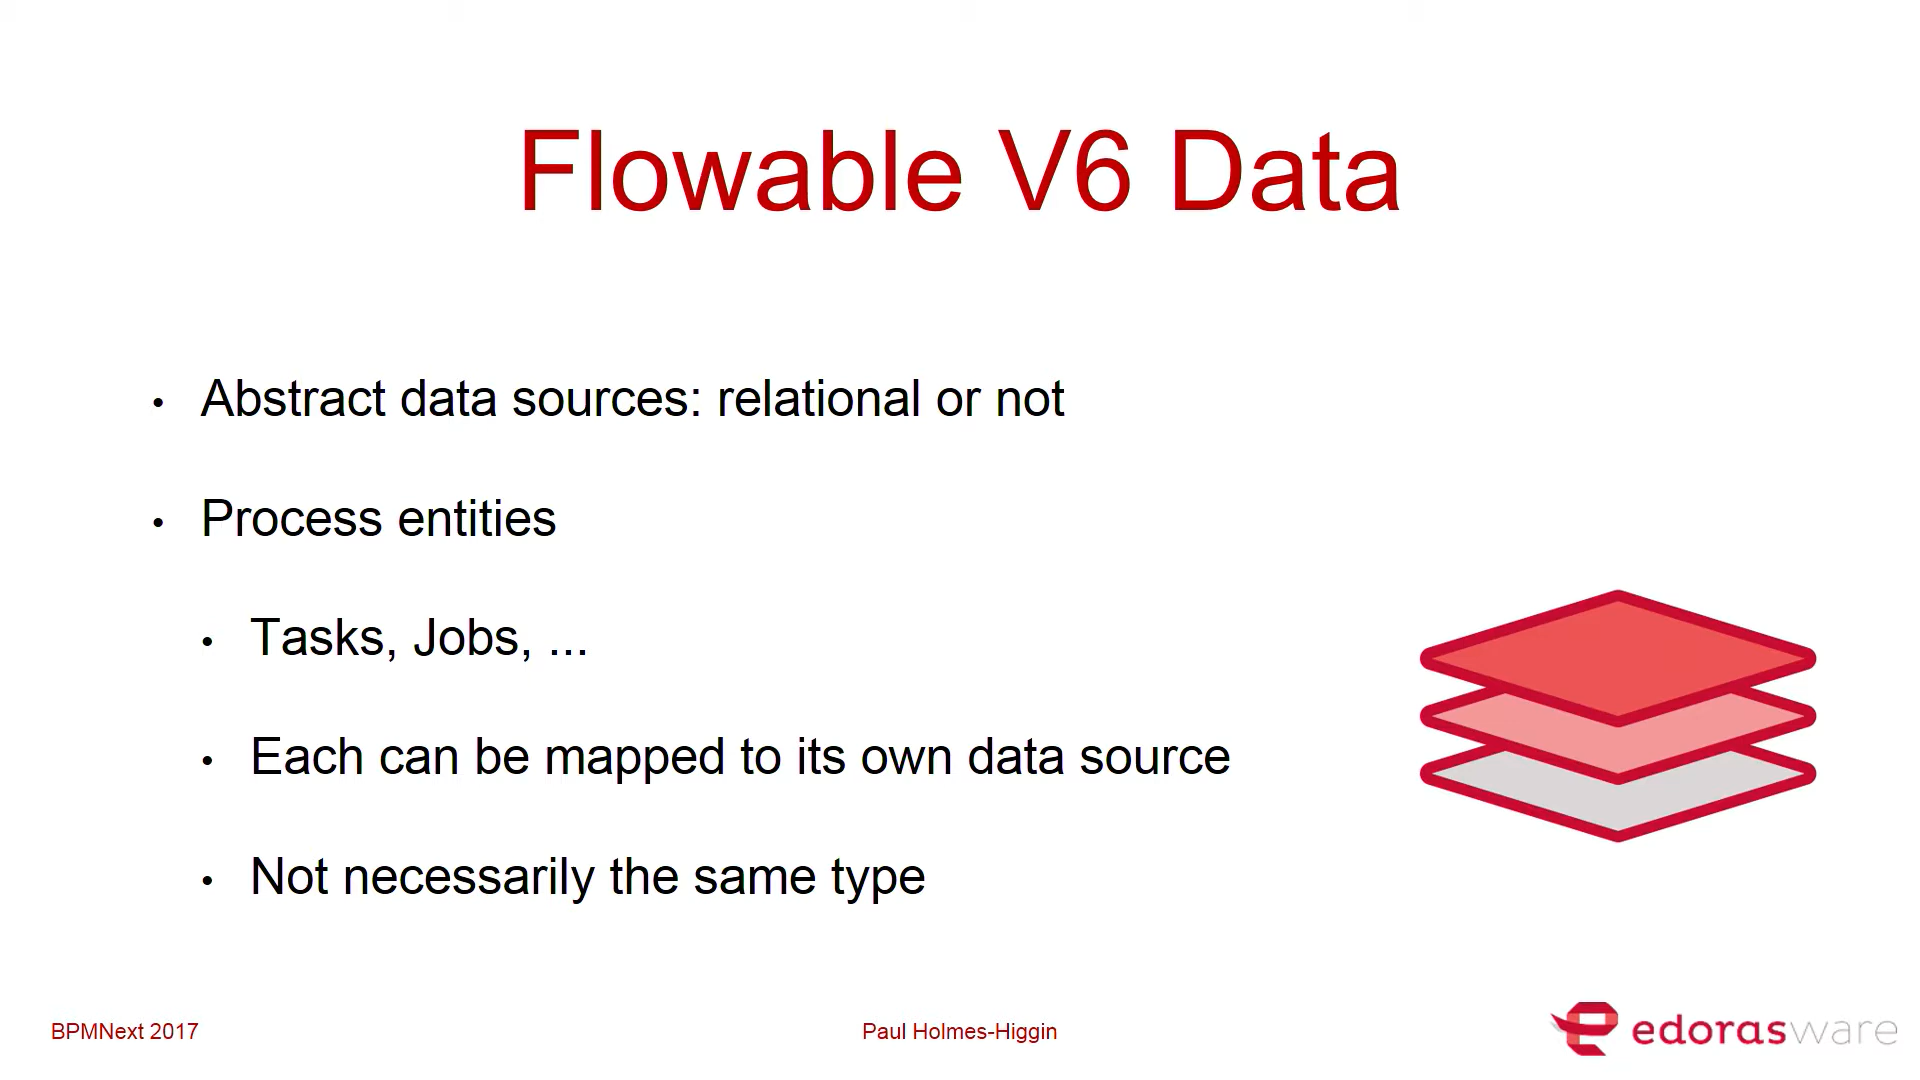 Flowable V6 Data
• Abstract data sources: relational or not
• Process entities
• Tasks, Jobs, ...
• Each can be mapped to its own data source
• Not necessarily the same type
BPMNext 2017
Paul Holmes-Higgin
edorasware